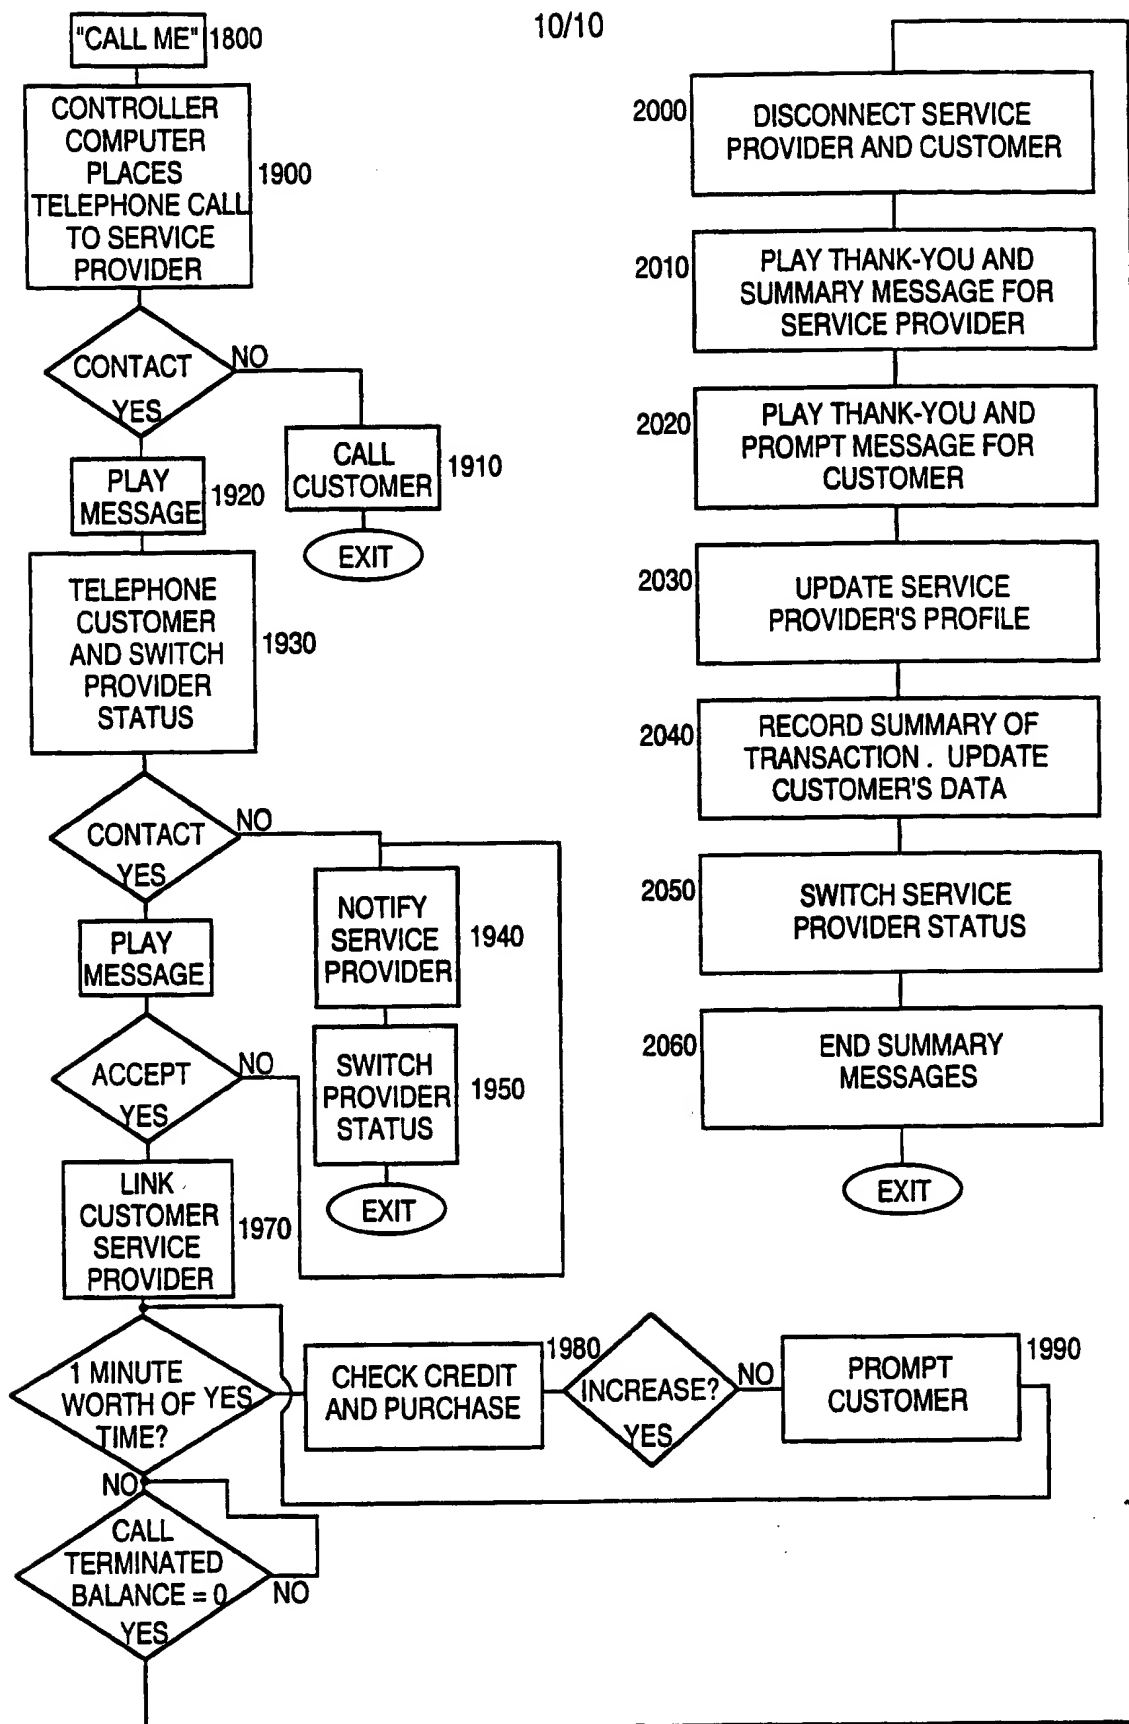 10/10
"CALL ME" 1800
CONTROLLER
COMPUTER
PLACES
TELEPHONE CALL
TO SERVICE
PROVIDER
1900
CONTACT
NO
YES
CALL
CUSTOMER
1910
EXIT
PLAY
MESSAGE
1920
TELEPHONE
CUSTOMER
AND SWITCH
PROVIDER
STATUS
1930
CONTACT
NO
YES
NOTIFY
SERVICE
PROVIDER
1940
PLAY
MESSAGE
SWITCH
PROVIDER
STATUS
1950
EXIT
ACCEPT
NO
YES
LINK
CUSTOMER
SERVICE
PROVIDER
1970
1 MINUTE
WORTH OF
TIME?
YES
NO
CHECK CREDIT
AND PURCHASE
1980
INCREASE?
NO
YES
PROMPT
CUSTOMER
1990
CALL
TERMINATED
BALANCE = 0
NO
YES
2000
DISCONNECT SERVICE
PROVIDER AND CUSTOMER
2010
PLAY THANK-YOU AND
SUMMARY MESSAGE FOR
SERVICE PROVIDER
2020
PLAY THANK-YOU AND
PROMPT MESSAGE FOR
CUSTOMER
2030
UPDATE SERVICE
PROVIDER'S PROFILE
2040
RECORD SUMMARY OF
TRANSACTION . UPDATE
CUSTOMER'S DATA
2050
SWITCH SERVICE
PROVIDER STATUS
2060
END SUMMARY
MESSAGES
EXIT